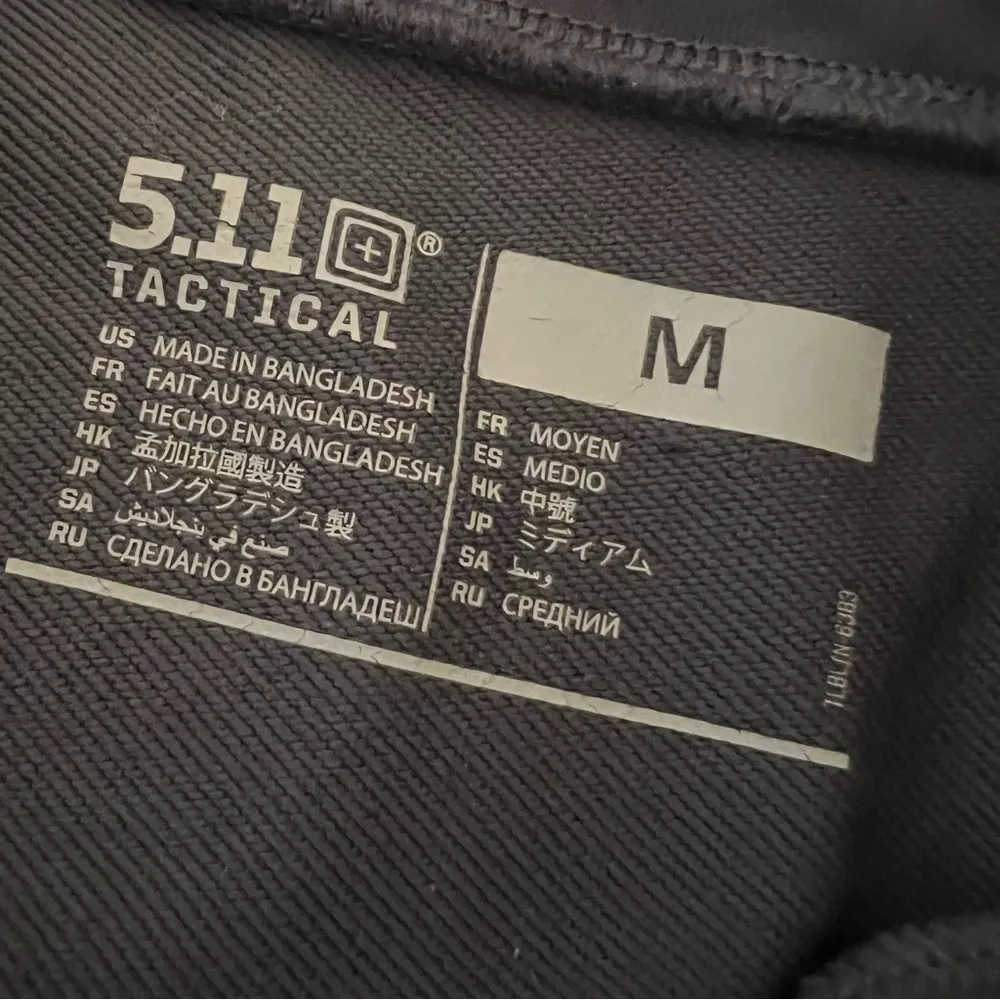 5.11®
TACTICAL
US MADE IN BANGLADESH
FR FAIT AU BANGLADESH
ES HECHO EN BANGLADESH
HK 孟加拉國製造
JP バングラデシュ製
SA صنع في بنجلاديش
RU СДЕЛАНО В БАНГЛАДЕШ
M
FR MOYEN
ES MEDIO
HK 中號
JP ミディアム
SA وسط
RU СРЕДНИЙ